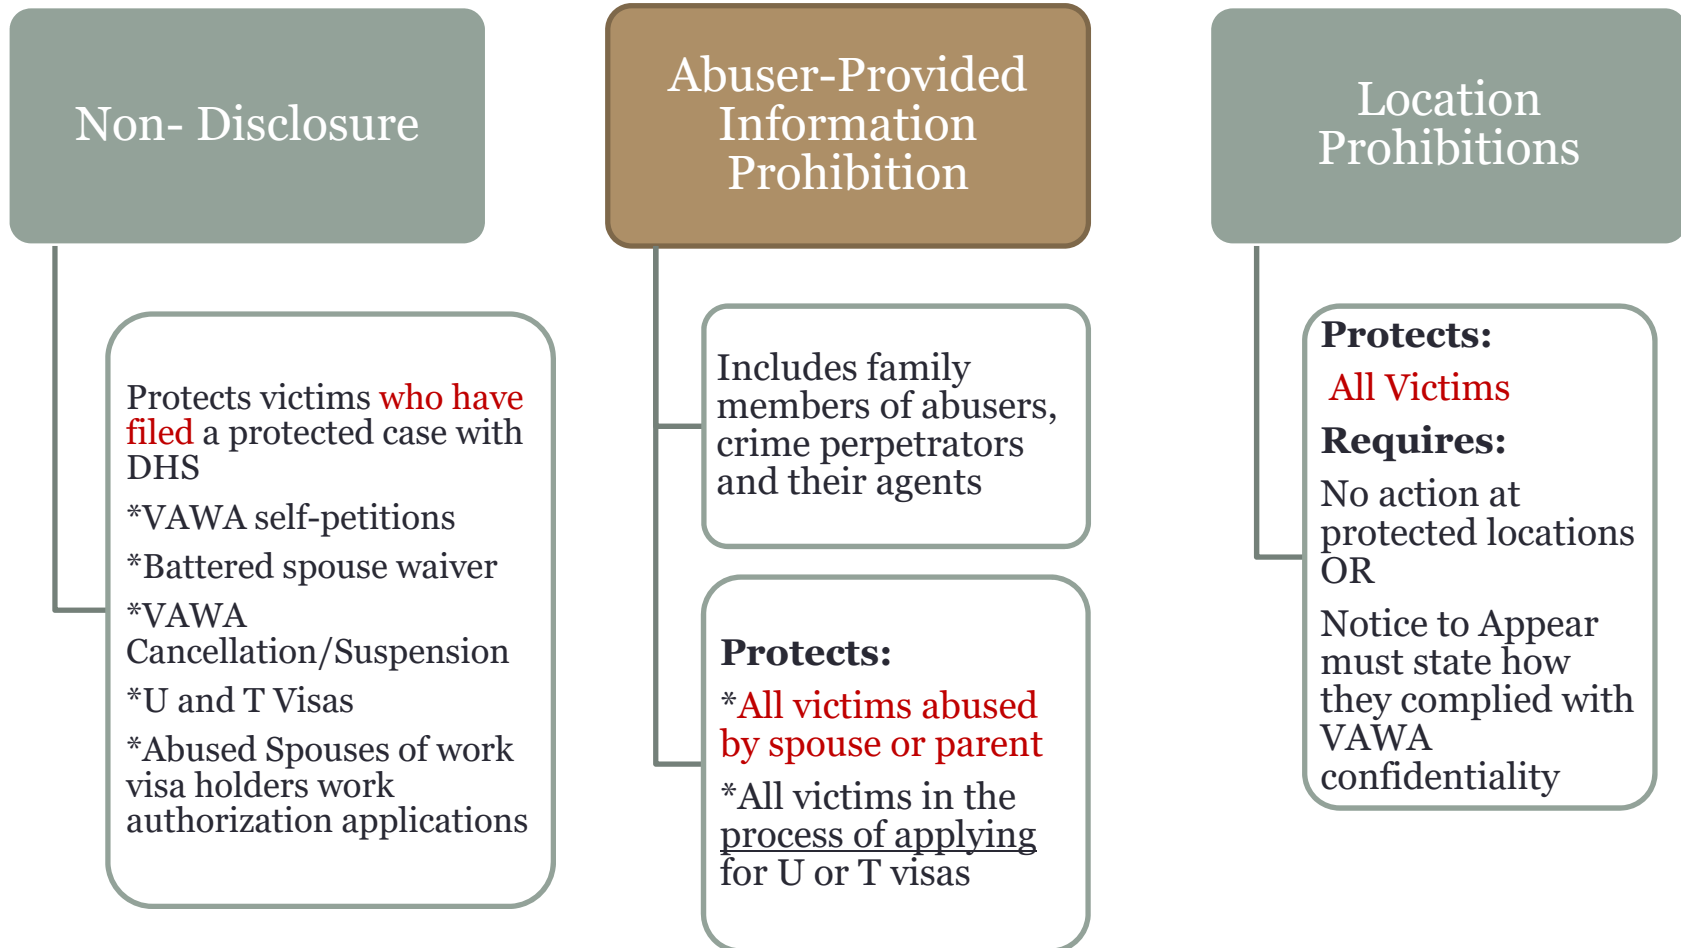 Non- Disclosure
Protects victims who have
filed a protected case with
DHS
*VAWA self-petitions
*Battered spouse waiver
*VAWA
Cancellation/Suspension
*U and T Visas
*Abused Spouses of work
visa holders work
authorization applications
Abuser-Provided
Information
Prohibition
Includes family
members of abusers,
crime perpetrators
and their agents
Protects:
*All victims abused
by spouse or parent
*All victims in the
process of applying
for U or T visas
Location
Prohibitions
Protects:
All Victims
Requires:
No action at
protected locations
OR
Notice to Appear
must state how
they complied with
VAWA
confidentiality